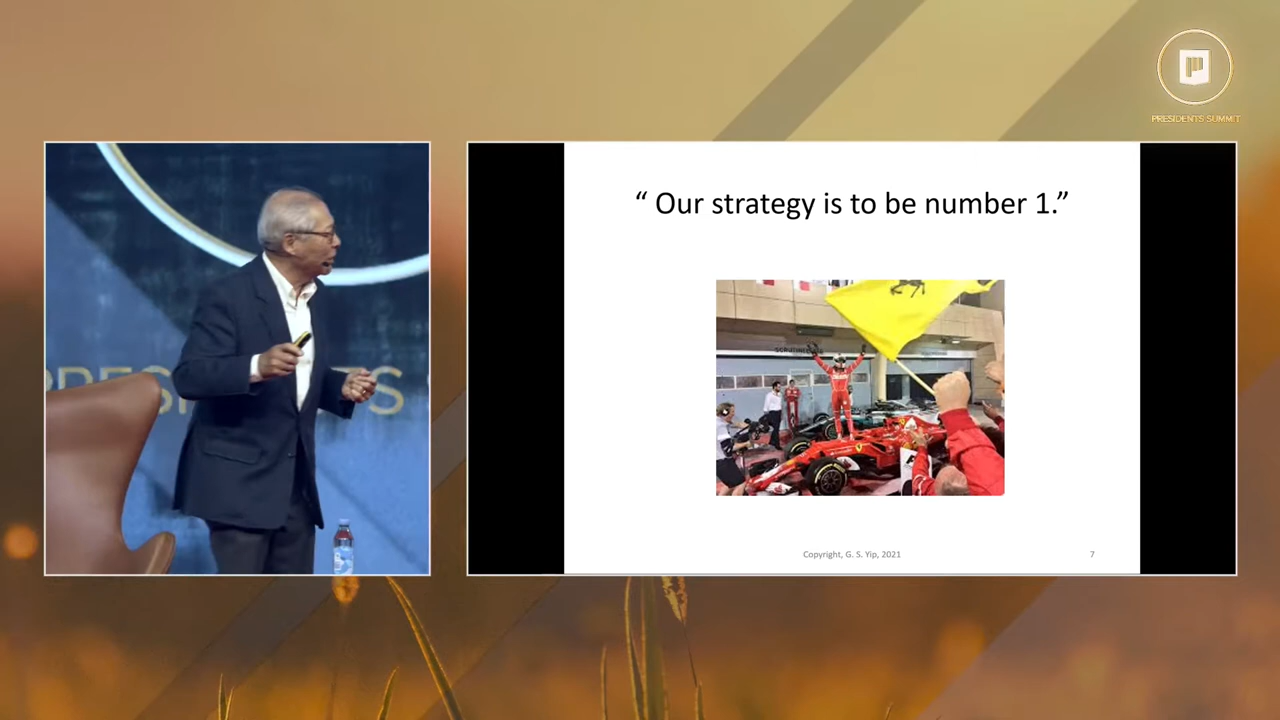 PRESIDENTS SUMMIT
“ Our strategy is to be number 1.”
Copyright, G. S. Yip, 2021
7